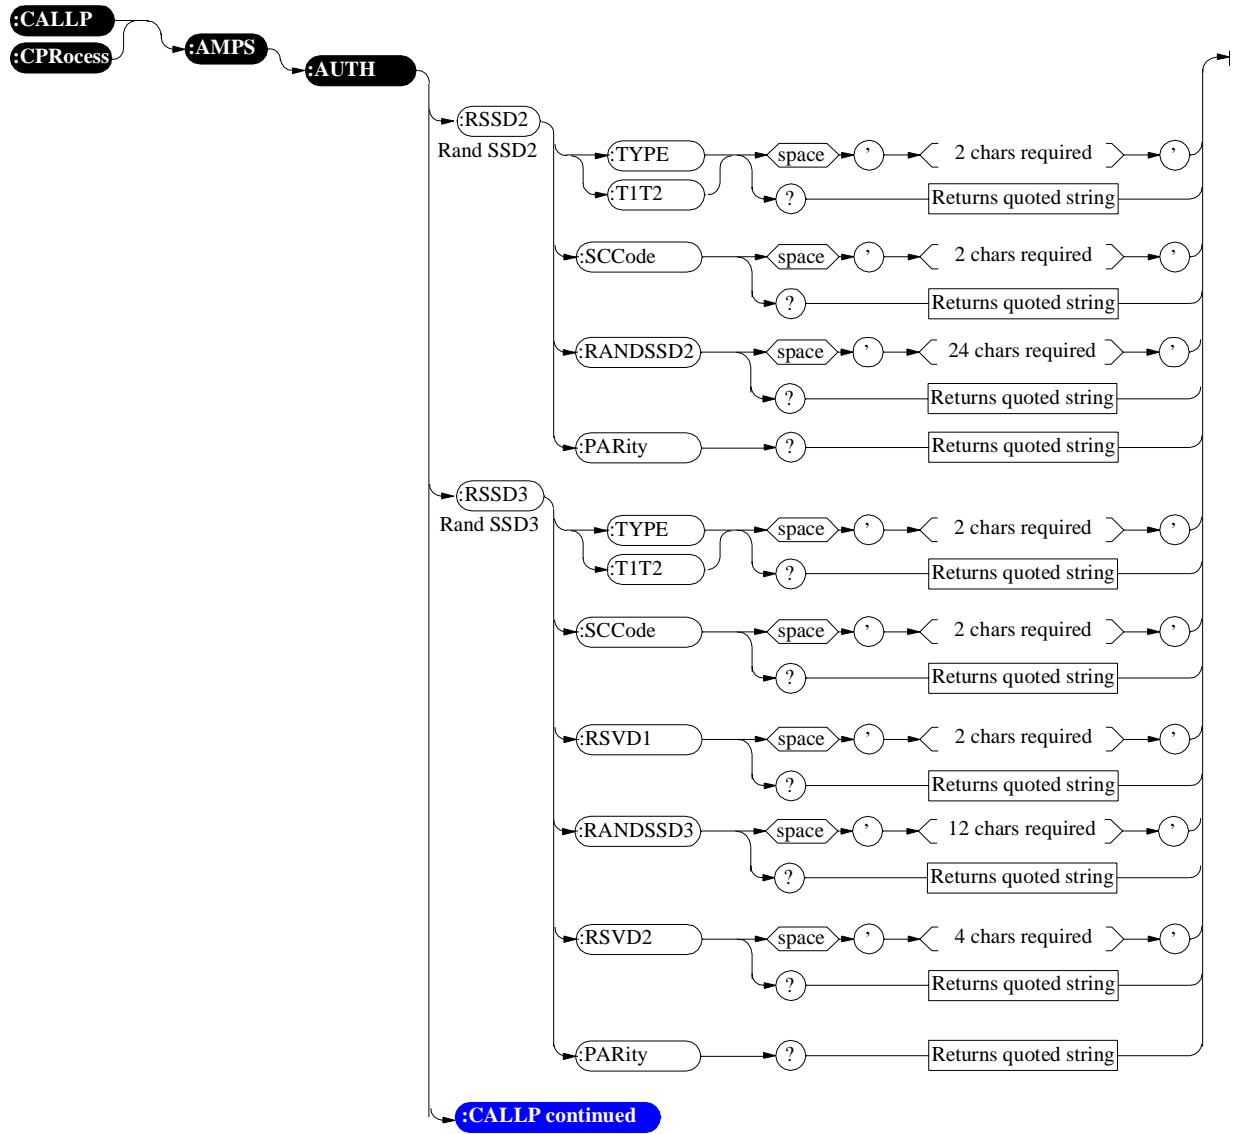 :CALLP
:CPRocess
:AMPS
:AUTH
:RSSD2
Rand SSD2
:TYPE space ’ 2 chars required ’
:T1T2 ? Returns quoted string
:SCCode space ’ 2 chars required ’
? Returns quoted string
:RANDSSD2 space ’ 24 chars required ’
? Returns quoted string
:PARity ? Returns quoted string
:RSSD3
Rand SSD3
:TYPE space ’ 2 chars required ’
:T1T2 ? Returns quoted string
:SCCode space ’ 2 chars required ’
? Returns quoted string
:RSVD1 space ’ 2 chars required ’
? Returns quoted string
:RANDSSD3 space ’ 12 chars required ’
? Returns quoted string
:RSVD2 space ’ 4 chars required ’
? Returns quoted string
:PARity ? Returns quoted string
:CALLP continued